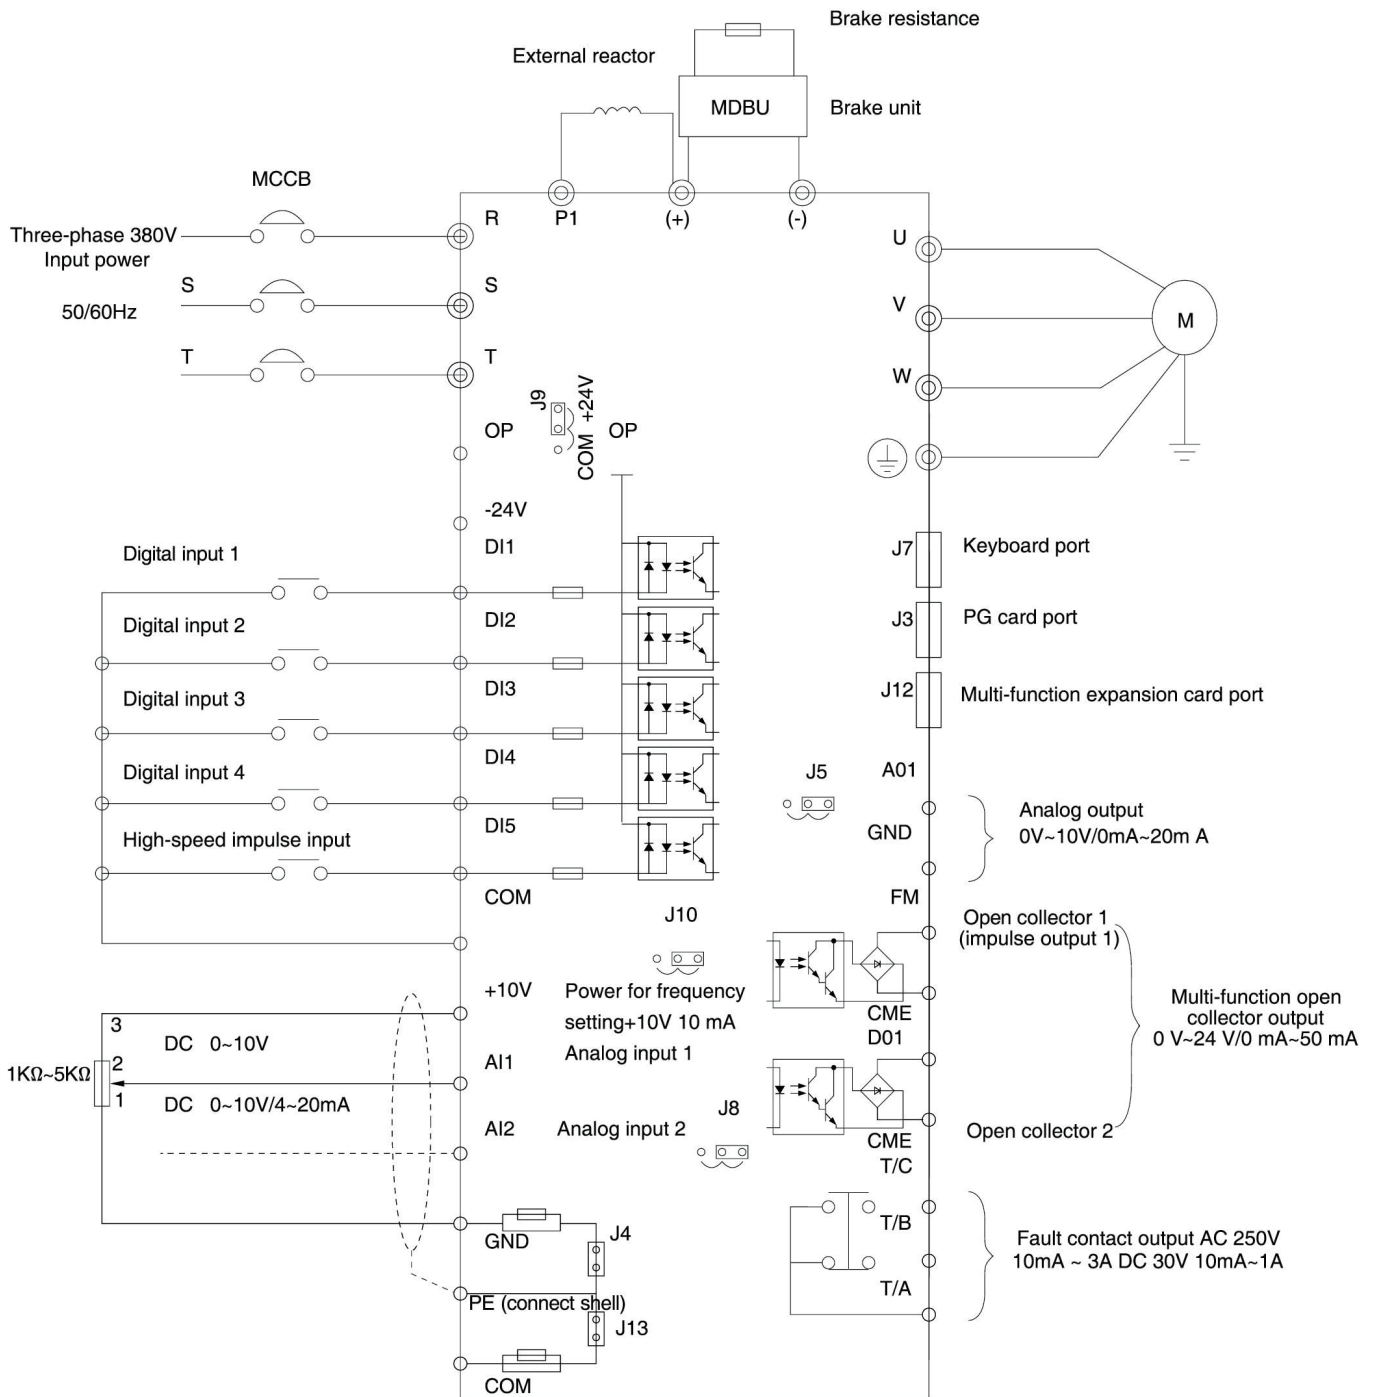 Brake resistance
External reactor
MDBU
Brake unit
MCCB
R
P1
(+)
(-)
Three-phase 380V
Input power
U
S
S
50/60Hz
V
M
T
T
W
J9
COM +24V
OP
OP
-24V
Digital input 1
DI1
J7
Keyboard port
Digital input 2
DI2
J3
PG card port
Digital input 3
DI3
J12
Multi-function expansion card port
Digital input 4
DI4
J5
A01
Analog output
0V~10V/0mA~20m A
High-speed impulse input
DI5
GND
COM
FM
J10
Open collector 1
(impulse output 1)
+10V
Power for frequency
setting+10V 10 mA
Analog input 1
CME
D01
Multi-function open
collector output
0 V~24 V/0 mA~50 mA
3
DC 0~10V
2
1KΩ~5KΩ
1
AI1
DC 0~10V/4~20mA
J8
AI2
Analog input 2
CME
Open collector 2
T/C
T/B
GND
J4
Fault contact output AC 250V
10mA ~ 3A DC 30V 10mA~1A
T/A
PE (connect shell)
J13
COM